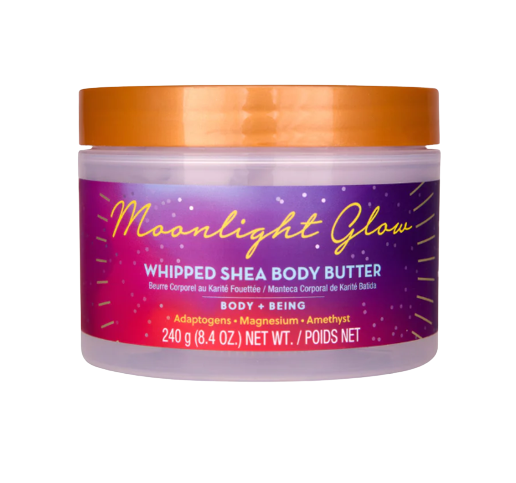 Moonlight Glow
WHIPPED SHEA BODY BUTTER
Beurre Corporel au Karité Fouettée / Manteca Corporal de Karité Batida
BODY + BEING
Adaptogens • Magnesium • Amethyst
240 g (8.4 OZ.) NET WT. / POIDS NET